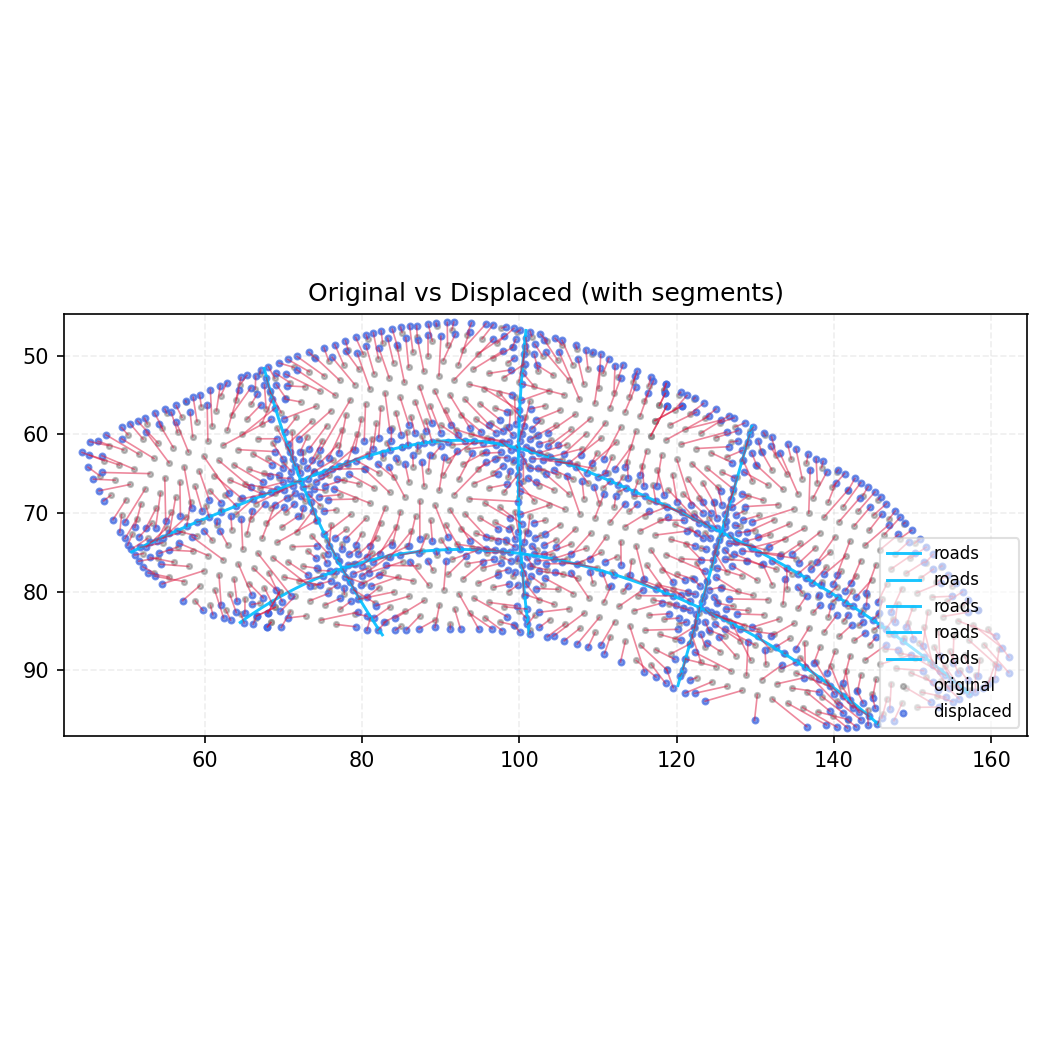 Original vs Displaced (with segments)
50
60
70
80
90
60
80
100
120
140
160
roads
roads
roads
roads
roads
original
displaced